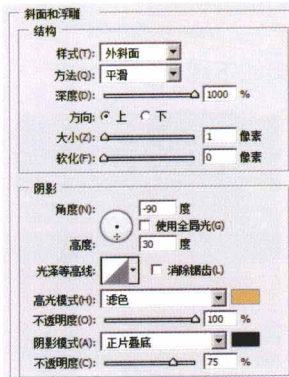 斜面和浮雕
结构
样式(T): 外斜面
方法(Q): 平滑
深度(D): 1000 %
方向: 上 下
大小(Z): 1 像素
软化(F): 0 像素
阴影
角度(N): -90 度
使用全局光(G)
高度: 30 度
光泽等高线: 消除锯齿(L)
高光模式(H): 滤色
不透明度(O): 100 %
阴影模式(A): 正片叠底
不透明度(C): 75 %